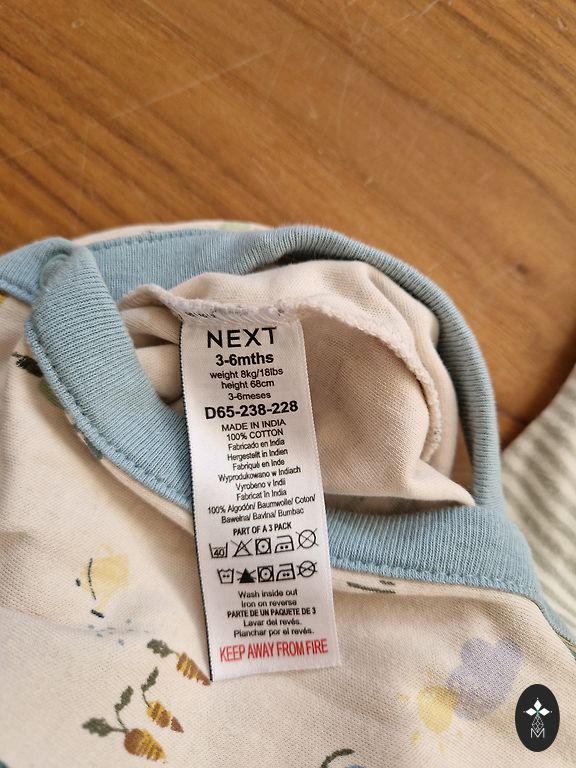 NEXT
3-6mths
weight 8kg/18lbs
height 68cm
3-6meses
D65-238-228
MADE IN INDIA
100% COTTON
Fabricado en India
Hergestellt in Indien
Fabriqué en Inde
Wyprodukowano w Indiach
Vyrobeno v Indii
Fabricat în India
100% Algodón/ Baumwolle/ Coton/
Bawełna/ Bavlna/ Bumbac
PART OF A 3 PACK
40
Wash inside out
Iron on reverse
PARTE DE UN PAQUETE DE 3
Lavar del revés.
Planchar por el revés.
KEEP AWAY FROM FIRE
M